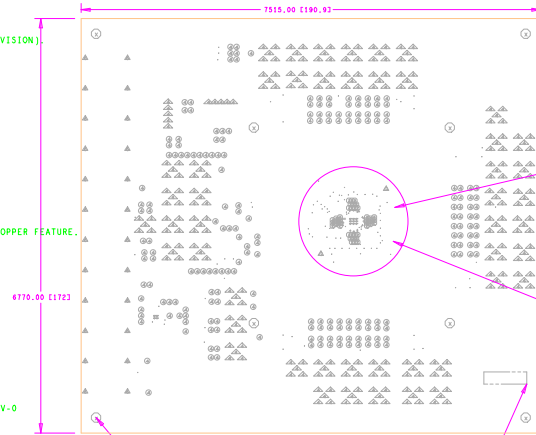 7515.00 [190.9]
VISION).
OPPER FEATURE.
6770.00 [172]
V-0